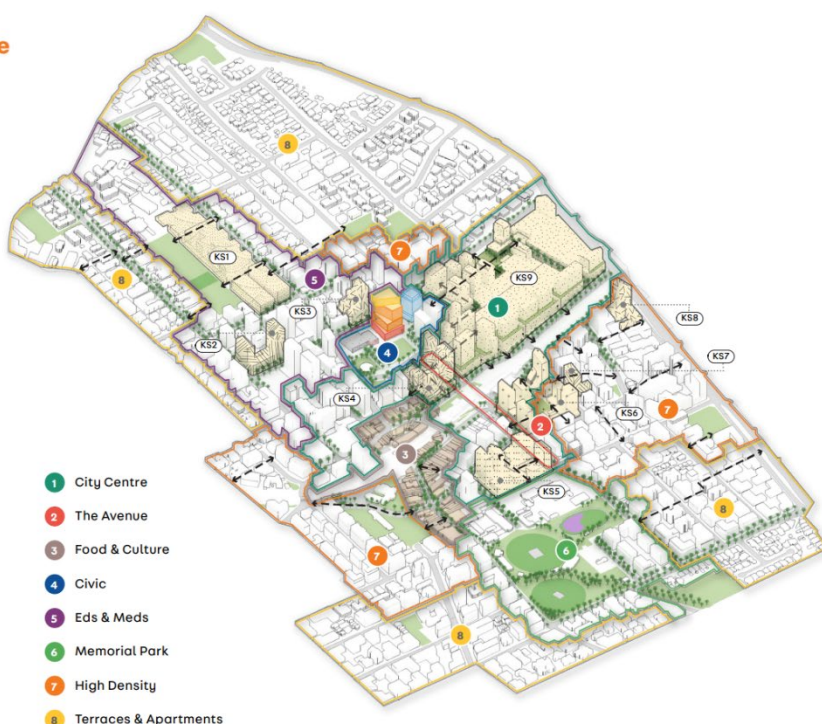 e
8
KS1
7
5
KS9
8
KS3
1
KS8
KS2
4
KS7
KS4
KS6
7
2
3
KS5
8
6
7
8
1 City Centre
2 The Avenue
3 Food & Culture
4 Civic
5 Eds & Meds
6 Memorial Park
7 High Density
8 Terraces & Apartments